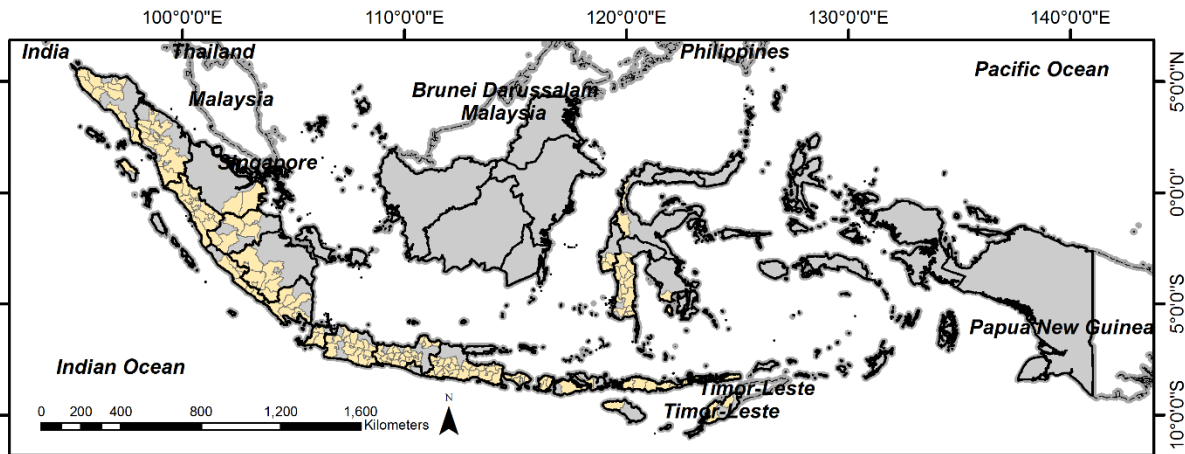 100°0'0"E 110°0'0"E 120°0'0"E 130°0'0"E 140°0'0"E
India Thailand Philippines
Pacific Ocean
5°0'0"N
Malaysia
Brunei Darussalam
Malaysia
Singapore
0°0'0"
5°0'0"S
Papua New Guinea
Indian Ocean
Timor-Leste
Timor-Leste
10°0'0"S
N
0 200 400 800 1,200 1,600
Kilometers